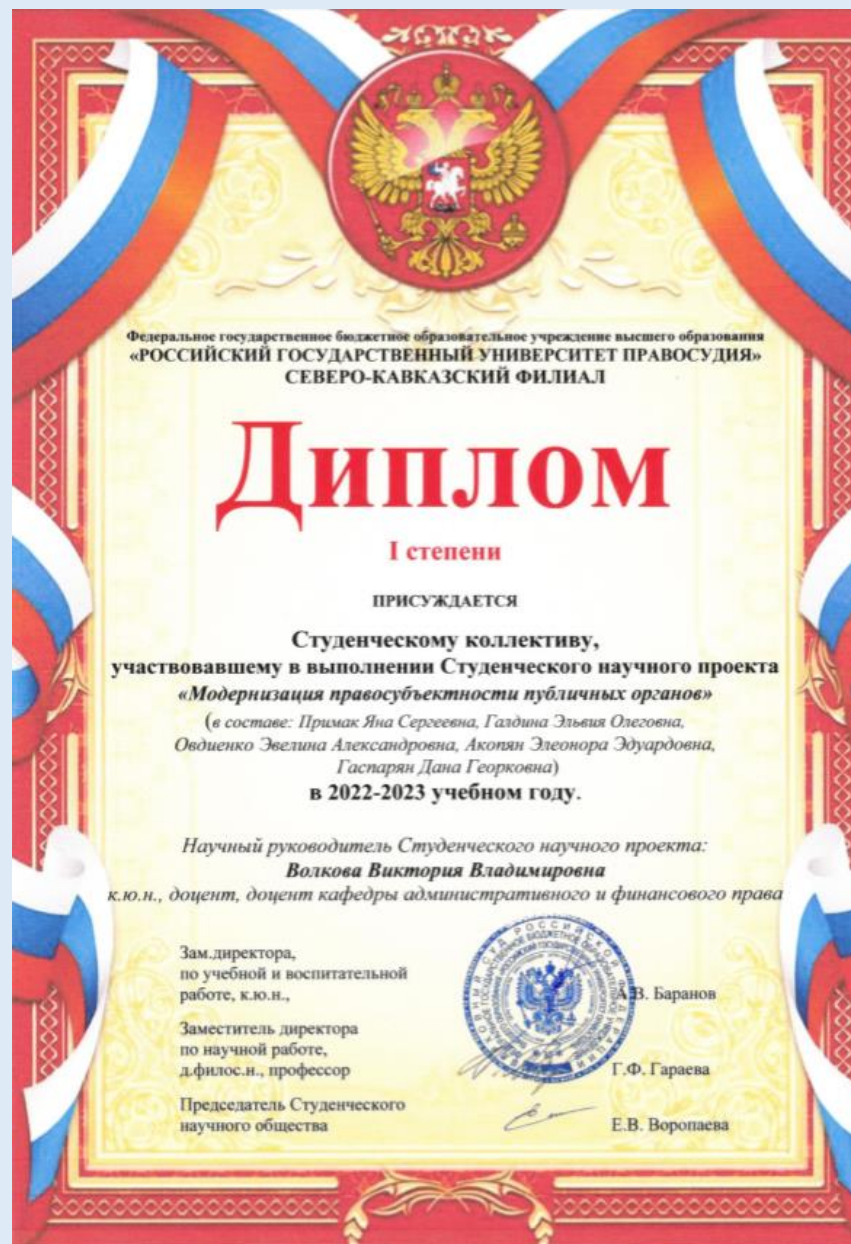 Федеральное государственное бюджетное образовательное учреждение высшего образования
«РОССИЙСКИЙ ГОСУДАРСТВЕННЫЙ УНИВЕРСИТЕТ ПРАВОСУДИЯ»
СЕВЕРО-КАВКАЗСКИЙ ФИЛИАЛ
Диплом
I степени
ПРИСУЖДАЕТСЯ
Студенческому коллективу,
участвовавшему в выполнении Студенческого научного проекта
«Модернизация правосубъектности публичных органов»
(в составе: Примак Яна Сергеевна, Галдина Эльвия Олеговна,
Овдиенко Эвелина Александровна, Акопян Элеонора Эдуардовна,
Гаспарян Дана Георковна)
в 2022-2023 учебном году.
Научный руководитель Студенческого научного проекта:
Волкова Виктория Владимировна
к.ю.н., доцент, доцент кафедры административного и финансового права
Зам.директора,
по учебной и воспитательной
работе, к.ю.н., А.В. Баранов
Заместитель директора
по научной работе,
д.филос.н., профессор Г.Ф. Гараева
Председатель Студенческого
научного общества Е.В. Воропаева